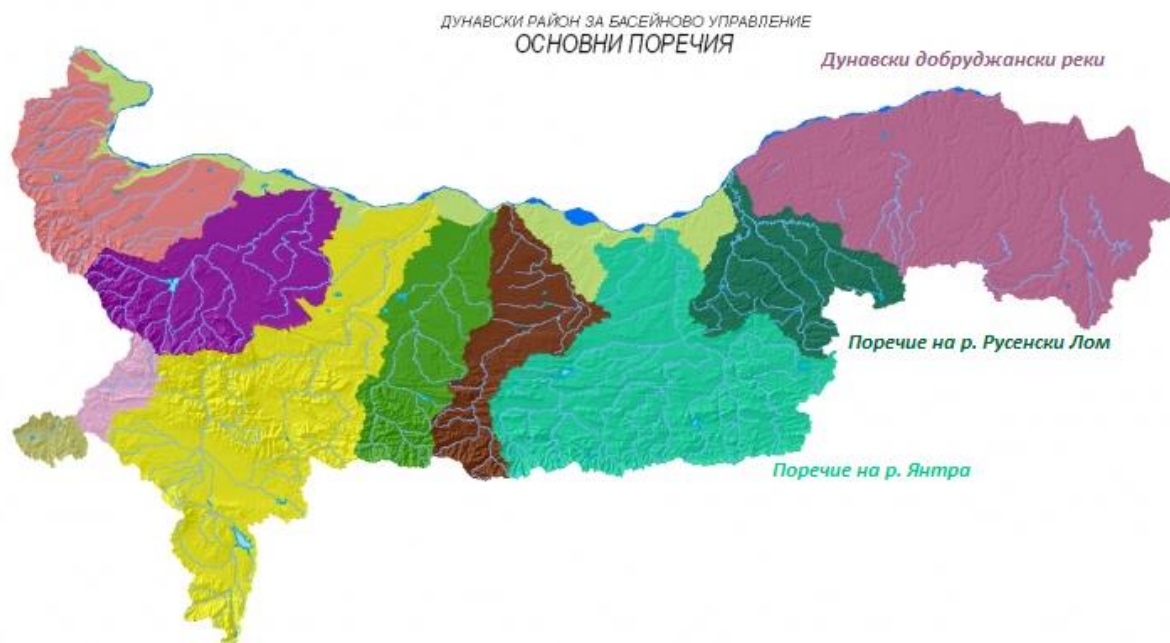 ДУНАВСКИ РАЙОН ЗА БАСЕЙНОВО УПРАВЛЕНИЕ
ОСНОВНИ ПОРЕЧИЯ
Дунавски добруджански реки
Поречие на р. Русенски Лом
Поречие на р. Янтра